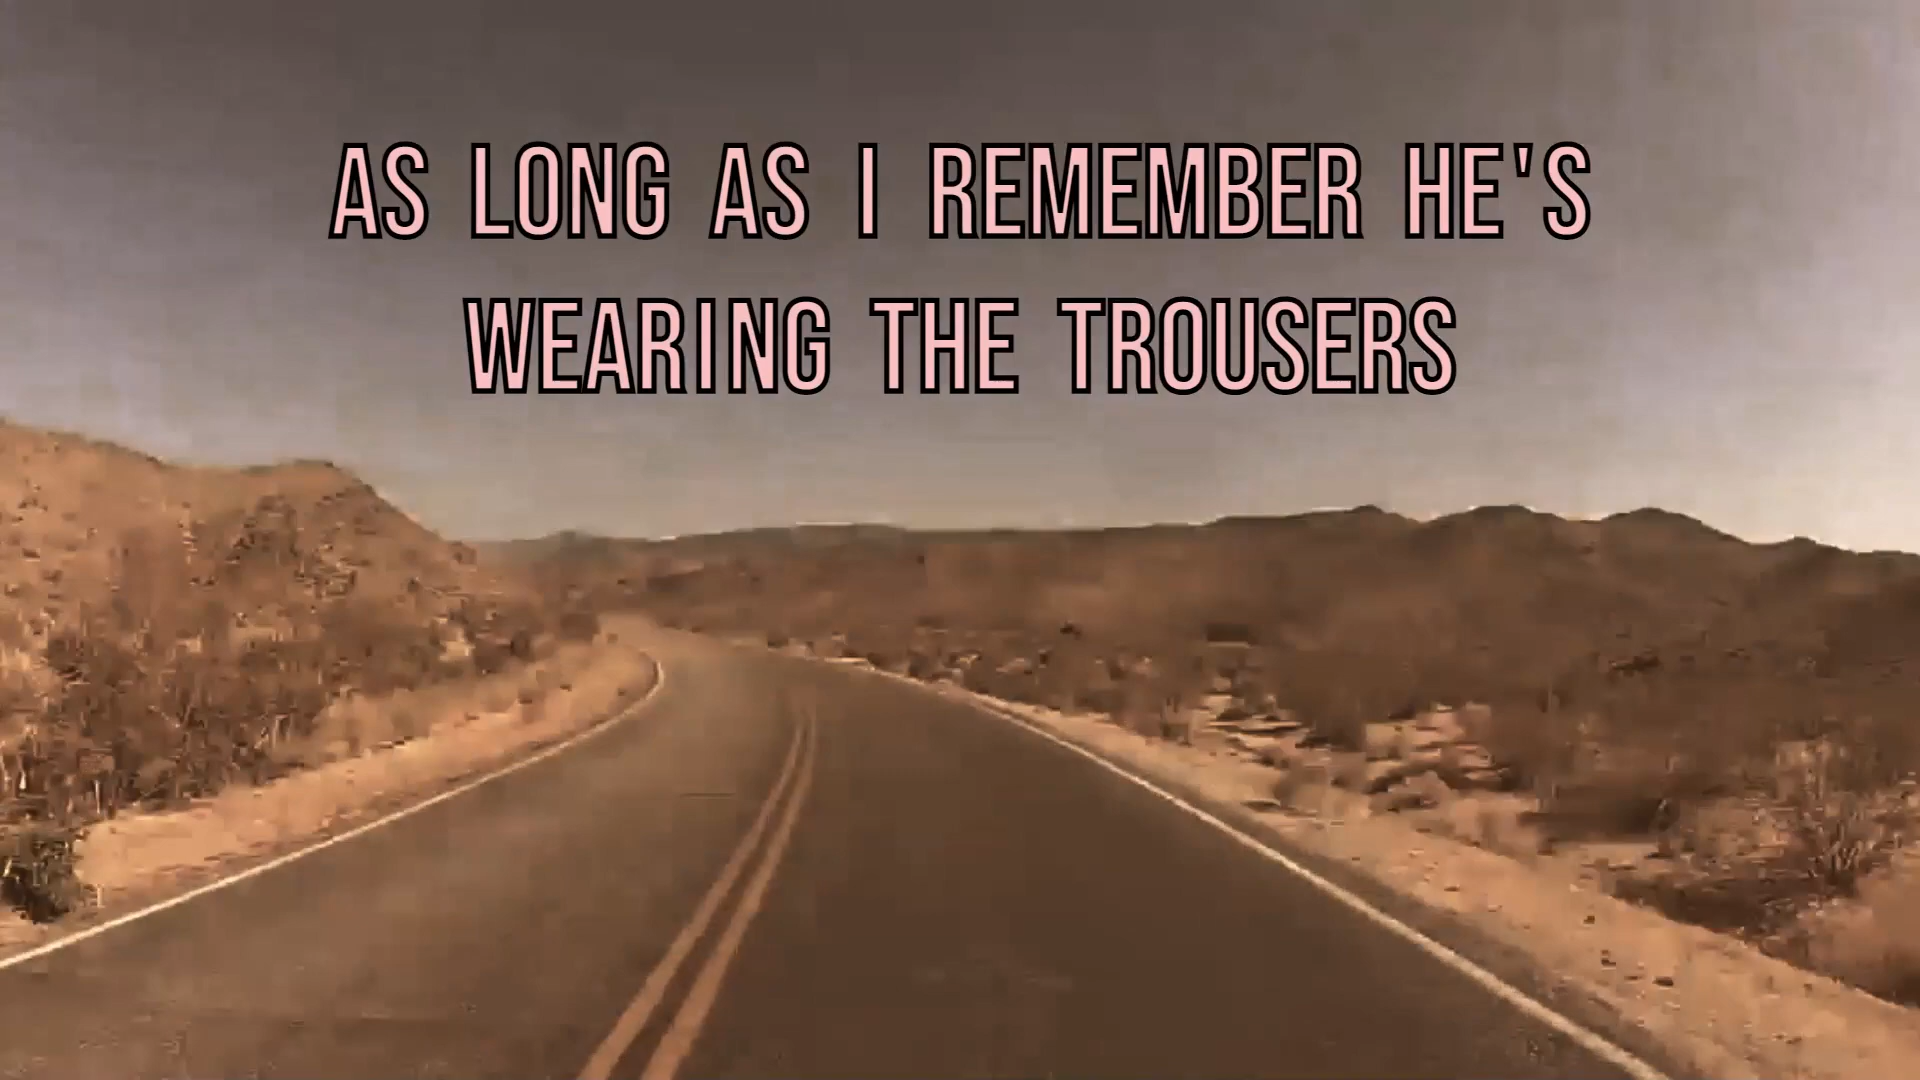 AS LONG AS I REMEMBER HE'S
WEARING THE TROUSERS